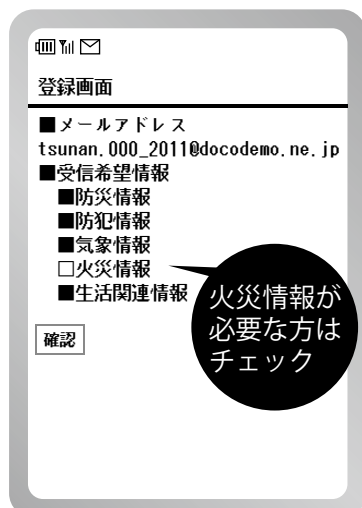 登録画面
■メールアドレス
tsunan.000_2011@docodemo.ne.jp
■受信希望情報
■防災情報
■防犯情報
■気象情報
□火災情報
■生活関連情報
火災情報が
必要な方は
チェック
確認